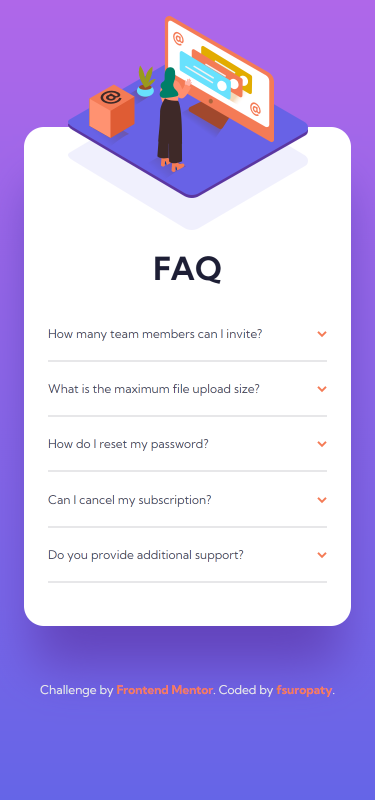 @
@
@
FAQ
How many team members can I invite?
What is the maximum file upload size?
How do I reset my password?
Can I cancel my subscription?
Do you provide additional support?
Challenge by Frontend Mentor. Coded by fsuropaty.